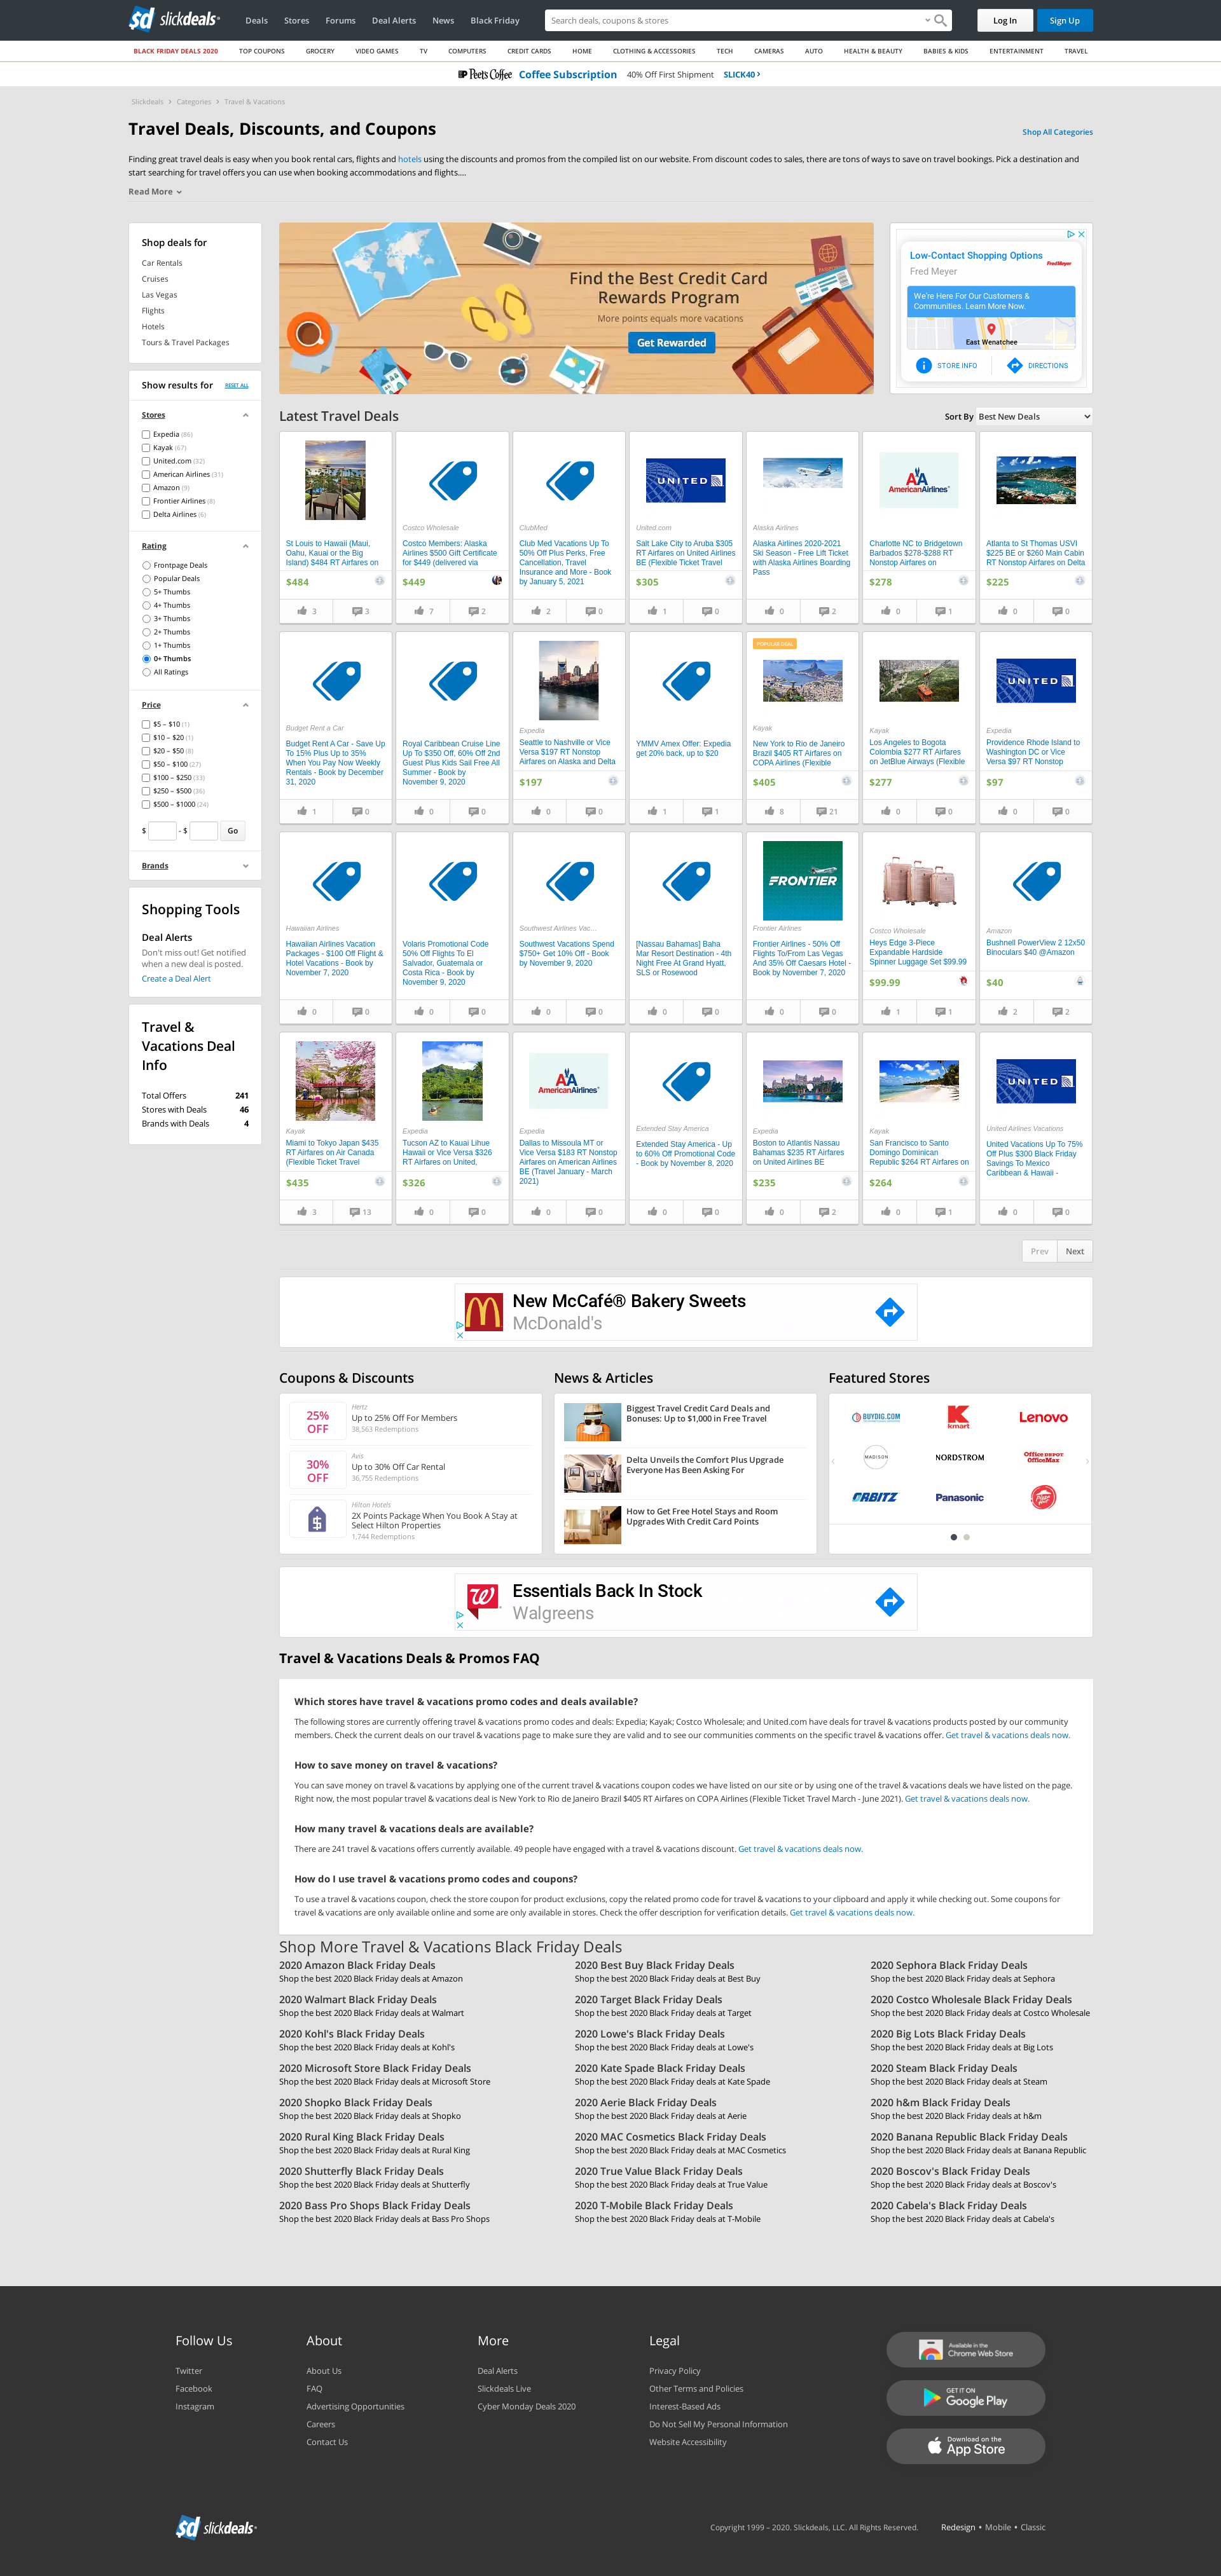 slickdeals
Deals
Stores
Forums
Deal Alerts
News
Black Friday
Search deals, coupons & stores
Log In
Sign Up
BLACK FRIDAY DEALS 2020
TOP COUPONS
GROCERY
VIDEO GAMES
TV
COMPUTERS
CREDIT CARDS
HOME
CLOTHING & ACCESSORIES
TECH
CAMERAS
AUTO
HEALTH & BEAUTY
BABIES & KIDS
ENTERTAINMENT
TRAVEL
Peet's Coffee Coffee Subscription 40% Off First Shipment SLICK40 >
Slickdeals > Categories > Travel & Vacations
Travel Deals, Discounts, and Coupons
Shop All Categories
Finding great travel deals is easy when you book rental cars, flights and hotels using the discounts and promos from the compiled list on our website. From discount codes to sales, there are tons of ways to save on travel bookings. Pick a destination and
start searching for travel offers you can use when booking accommodations and flights....
Read More
Shop deals for
Car Rentals
Cruises
Las Vegas
Flights
Hotels
Tours & Travel Packages
Show results for
RESET ALL
Stores
Expedia (86)
Kayak (67)
United.com (32)
American Airlines (31)
Amazon (9)
Frontier Airlines (8)
Delta Airlines (6)
Rating
Frontpage Deals
Popular Deals
5+ Thumbs
4+ Thumbs
3+ Thumbs
2+ Thumbs
1+ Thumbs
0+ Thumbs
All Ratings
Price
$5 – $10 (1)
$10 – $20 (1)
$20 – $50 (8)
$50 – $100 (27)
$100 – $250 (33)
$250 – $500 (36)
$500 – $1000 (24)
$ - $ Go
Brands
Shopping Tools
Deal Alerts
Don't miss out! Get notified
when a new deal is posted.
Create a Deal Alert
Travel &
Vacations Deal
Info
Total Offers 241
Stores with Deals 46
Brands with Deals 4
Find the Best Credit Card
Rewards Program
More points equals more vacations
Get Rewarded
Low-Contact Shopping Options
Fred Meyer
We're Here For Our Customers &
Communities. Learn More Now.
East Wenatchee
STORE INFO
DIRECTIONS
Latest Travel Deals
Sort By Best New Deals
St Louis to Hawaii (Maui,
Oahu, Kauai or the Big
Island) $484 RT Airfares on
$484
3 3
Costco Wholesale
Costco Members: Alaska
Airlines $500 Gift Certificate
for $449 (delivered via
$449
7 2
ClubMed
Club Med Vacations Up To
50% Off Plus Perks, Free
Cancellation, Travel
Insurance and More - Book
by January 5, 2021
2 0
UNITED
United.com
Salt Lake City to Aruba $305
RT Airfares on United Airlines
BE (Flexible Ticket Travel
$305
1 0
Alaska Airlines
Alaska Airlines 2020-2021
Ski Season - Free Lift Ticket
with Alaska Airlines Boarding
Pass
0 2
AmericanAirlines
Charlotte NC to Bridgetown
Barbados $278-$288 RT
Nonstop Airfares on
$278
0 1
Atlanta to St Thomas USVI
$225 BE or $260 Main Cabin
RT Nonstop Airfares on Delta
$225
0 0
Budget Rent a Car
Budget Rent A Car - Save Up
To 15% Plus Up to 35%
When You Pay Now Weekly
Rentals - Book by December
31, 2020
1 0
Royal Caribbean Cruise Line
Up To $350 Off, 60% Off 2nd
Guest Plus Kids Sail Free All
Summer - Book by
November 9, 2020
0 0
Expedia
Seattle to Nashville or Vice
Versa $197 RT Nonstop
Airfares on Alaska and Delta
$197
0 0
YMMV Amex Offer: Expedia
get 20% back, up to $20
1 1
POPULAR DEAL
Kayak
New York to Rio de Janeiro
Brazil $405 RT Airfares on
COPA Airlines (Flexible
$405
8 21
Kayak
Los Angeles to Bogota
Colombia $277 RT Airfares
on JetBlue Airways (Flexible
$277
0 0
UNITED
Expedia
Providence Rhode Island to
Washington DC or Vice
Versa $97 RT Nonstop
$97
0 0
Hawaiian Airlines
Hawaiian Airlines Vacation
Packages - $100 Off Flight &
Hotel Vacations - Book by
November 7, 2020
0 0
Volaris Promotional Code
50% Off Flights To El
Salvador, Guatemala or
Costa Rica - Book by
November 9, 2020
0 0
Southwest Airlines Vac...
Southwest Vacations Spend
$750+ Get 10% Off - Book
by November 9, 2020
0 0
[Nassau Bahamas] Baha
Mar Resort Destination - 4th
Night Free At Grand Hyatt,
SLS or Rosewood
0 0
FRONTIER
Frontier Airlines
Frontier Airlines - 50% Off
Flights To/From Las Vegas
And 35% Off Caesars Hotel -
Book by November 7, 2020
0 0
Costco Wholesale
Heys Edge 3-Piece
Expandable Hardside
Spinner Luggage Set $99.99
$99.99
1 1
Amazon
Bushnell PowerView 2 12x50
Binoculars $40 @Amazon
$40
2 2
Kayak
Miami to Tokyo Japan $435
RT Airfares on Air Canada
(Flexible Ticket Travel
$435
3 13
Expedia
Tucson AZ to Kauai Lihue
Hawaii or Vice Versa $326
RT Airfares on United,
$326
0 0
AmericanAirlines
Expedia
Dallas to Missoula MT or
Vice Versa $183 RT Nonstop
Airfares on American Airlines
BE (Travel January - March
2021)
0 0
Extended Stay America
Extended Stay America - Up
to 60% Off Promotional Code
- Book by November 8, 2020
0 0
Expedia
Boston to Atlantis Nassau
Bahamas $235 RT Airfares
on United Airlines BE
$235
0 2
Kayak
San Francisco to Santo
Domingo Dominican
Republic $264 RT Airfares on
$264
0 1
UNITED
United Airlines Vacations
United Vacations Up To 75%
Off Plus $300 Black Friday
Savings To Mexico
Caribbean & Hawaii -
0 0
Prev Next
New McCafé® Bakery Sweets
McDonald's
Coupons & Discounts
25%
OFF
Hertz
Up to 25% Off For Members
38,563 Redemptions
30%
OFF
Avis
Up to 30% Off Car Rental
36,755 Redemptions
Hilton Hotels
2X Points Package When You Book A Stay at
Select Hilton Properties
1,744 Redemptions
News & Articles
Biggest Travel Credit Card Deals and
Bonuses: Up to $1,000 in Free Travel
Delta Unveils the Comfort Plus Upgrade
Everyone Has Been Asking For
How to Get Free Hotel Stays and Room
Upgrades With Credit Card Points
Featured Stores
BUYDIG.COM
kmart
Lenovo
MADISON
NORDSTROM
Office DEPOT
OfficeMax
ORBITZ
Panasonic
Pizza Hut
Essentials Back In Stock
Walgreens
Travel & Vacations Deals & Promos FAQ
Which stores have travel & vacations promo codes and deals available?
The following stores are currently offering travel & vacations promo codes and deals: Expedia; Kayak; Costco Wholesale; and United.com have deals for travel & vacations products posted by our community
members. Check the current deals on our travel & vacations page to make sure they are valid and to see our communities comments on the specific travel & vacations offer. Get travel & vacations deals now.
How to save money on travel & vacations?
You can save money on travel & vacations by applying one of the current travel & vacations coupon codes we have listed on our site or by using one of the travel & vacations deals we have listed on the page.
Right now, the most popular travel & vacations deal is New York to Rio de Janeiro Brazil $405 RT Airfares on COPA Airlines (Flexible Ticket Travel March - June 2021). Get travel & vacations deals now.
How many travel & vacations deals are available?
There are 241 travel & vacations offers currently available. 49 people have engaged with a travel & vacations discount. Get travel & vacations deals now.
How do I use travel & vacations promo codes and coupons?
To use a travel & vacations coupon, check the store coupon for product exclusions, copy the related promo code for travel & vacations to your clipboard and apply it while checking out. Some coupons for
travel & vacations are only available online and some are only available in stores. Check the offer description for verification details. Get travel & vacations deals now.
Shop More Travel & Vacations Black Friday Deals
2020 Amazon Black Friday Deals
Shop the best 2020 Black Friday deals at Amazon
2020 Best Buy Black Friday Deals
Shop the best 2020 Black Friday deals at Best Buy
2020 Sephora Black Friday Deals
Shop the best 2020 Black Friday deals at Sephora
2020 Walmart Black Friday Deals
Shop the best 2020 Black Friday deals at Walmart
2020 Target Black Friday Deals
Shop the best 2020 Black Friday deals at Target
2020 Costco Wholesale Black Friday Deals
Shop the best 2020 Black Friday deals at Costco Wholesale
2020 Kohl's Black Friday Deals
Shop the best 2020 Black Friday deals at Kohl's
2020 Lowe's Black Friday Deals
Shop the best 2020 Black Friday deals at Lowe's
2020 Big Lots Black Friday Deals
Shop the best 2020 Black Friday deals at Big Lots
2020 Microsoft Store Black Friday Deals
Shop the best 2020 Black Friday deals at Microsoft Store
2020 Kate Spade Black Friday Deals
Shop the best 2020 Black Friday deals at Kate Spade
2020 Steam Black Friday Deals
Shop the best 2020 Black Friday deals at Steam
2020 Shopko Black Friday Deals
Shop the best 2020 Black Friday deals at Shopko
2020 Aerie Black Friday Deals
Shop the best 2020 Black Friday deals at Aerie
2020 h&m Black Friday Deals
Shop the best 2020 Black Friday deals at h&m
2020 Rural King Black Friday Deals
Shop the best 2020 Black Friday deals at Rural King
2020 MAC Cosmetics Black Friday Deals
Shop the best 2020 Black Friday deals at MAC Cosmetics
2020 Banana Republic Black Friday Deals
Shop the best 2020 Black Friday deals at Banana Republic
2020 Shutterfly Black Friday Deals
Shop the best 2020 Black Friday deals at Shutterfly
2020 True Value Black Friday Deals
Shop the best 2020 Black Friday deals at True Value
2020 Boscov's Black Friday Deals
Shop the best 2020 Black Friday deals at Boscov's
2020 Bass Pro Shops Black Friday Deals
Shop the best 2020 Black Friday deals at Bass Pro Shops
2020 T-Mobile Black Friday Deals
Shop the best 2020 Black Friday deals at T-Mobile
2020 Cabela's Black Friday Deals
Shop the best 2020 Black Friday deals at Cabela's
Follow Us
Twitter
Facebook
Instagram
About
About Us
FAQ
Advertising Opportunities
Careers
Contact Us
More
Deal Alerts
Slickdeals Live
Cyber Monday Deals 2020
Legal
Privacy Policy
Other Terms and Policies
Interest-Based Ads
Do Not Sell My Personal Information
Website Accessibility
Available in the
Chrome Web Store
GET IT ON
Google Play
Download on the
App Store
slickdeals
Copyright 1999 – 2020. Slickdeals, LLC. All Rights Reserved.
Redesign • Mobile • Classic